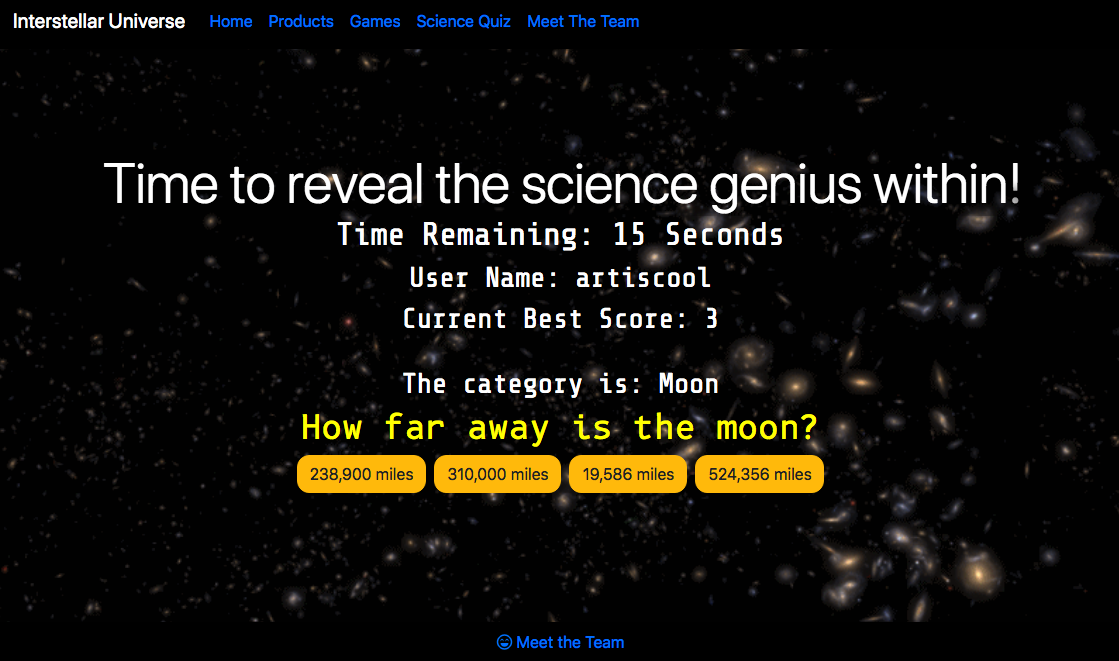 Interstellar Universe Home Products Games Science Quiz Meet The Team
Time to reveal the science genius within!
Time Remaining: 15 Seconds
User Name: artiscool
Current Best Score: 3
The category is: Moon
How far away is the moon?
238,900 miles 310,000 miles 19,586 miles 524,356 miles
Meet the Team